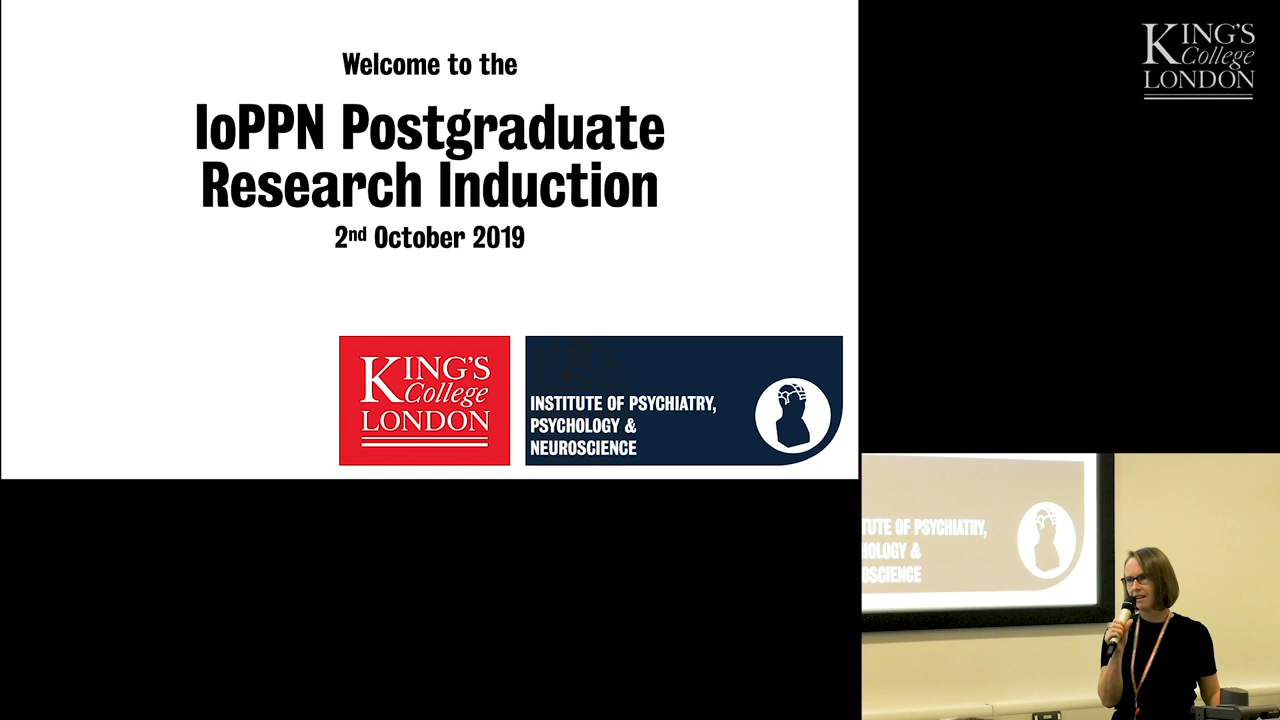 Welcome to the
IoPPN Postgraduate
Research Induction
2nd October 2019
KING'S
College
LONDON
INSTITUTE OF PSYCHIATRY,
PSYCHOLOGY &
NEUROSCIENCE
KING'S
College
LONDON
TUTE OF PSYCHIATRY,
HOLOGY &
OSCIENCE